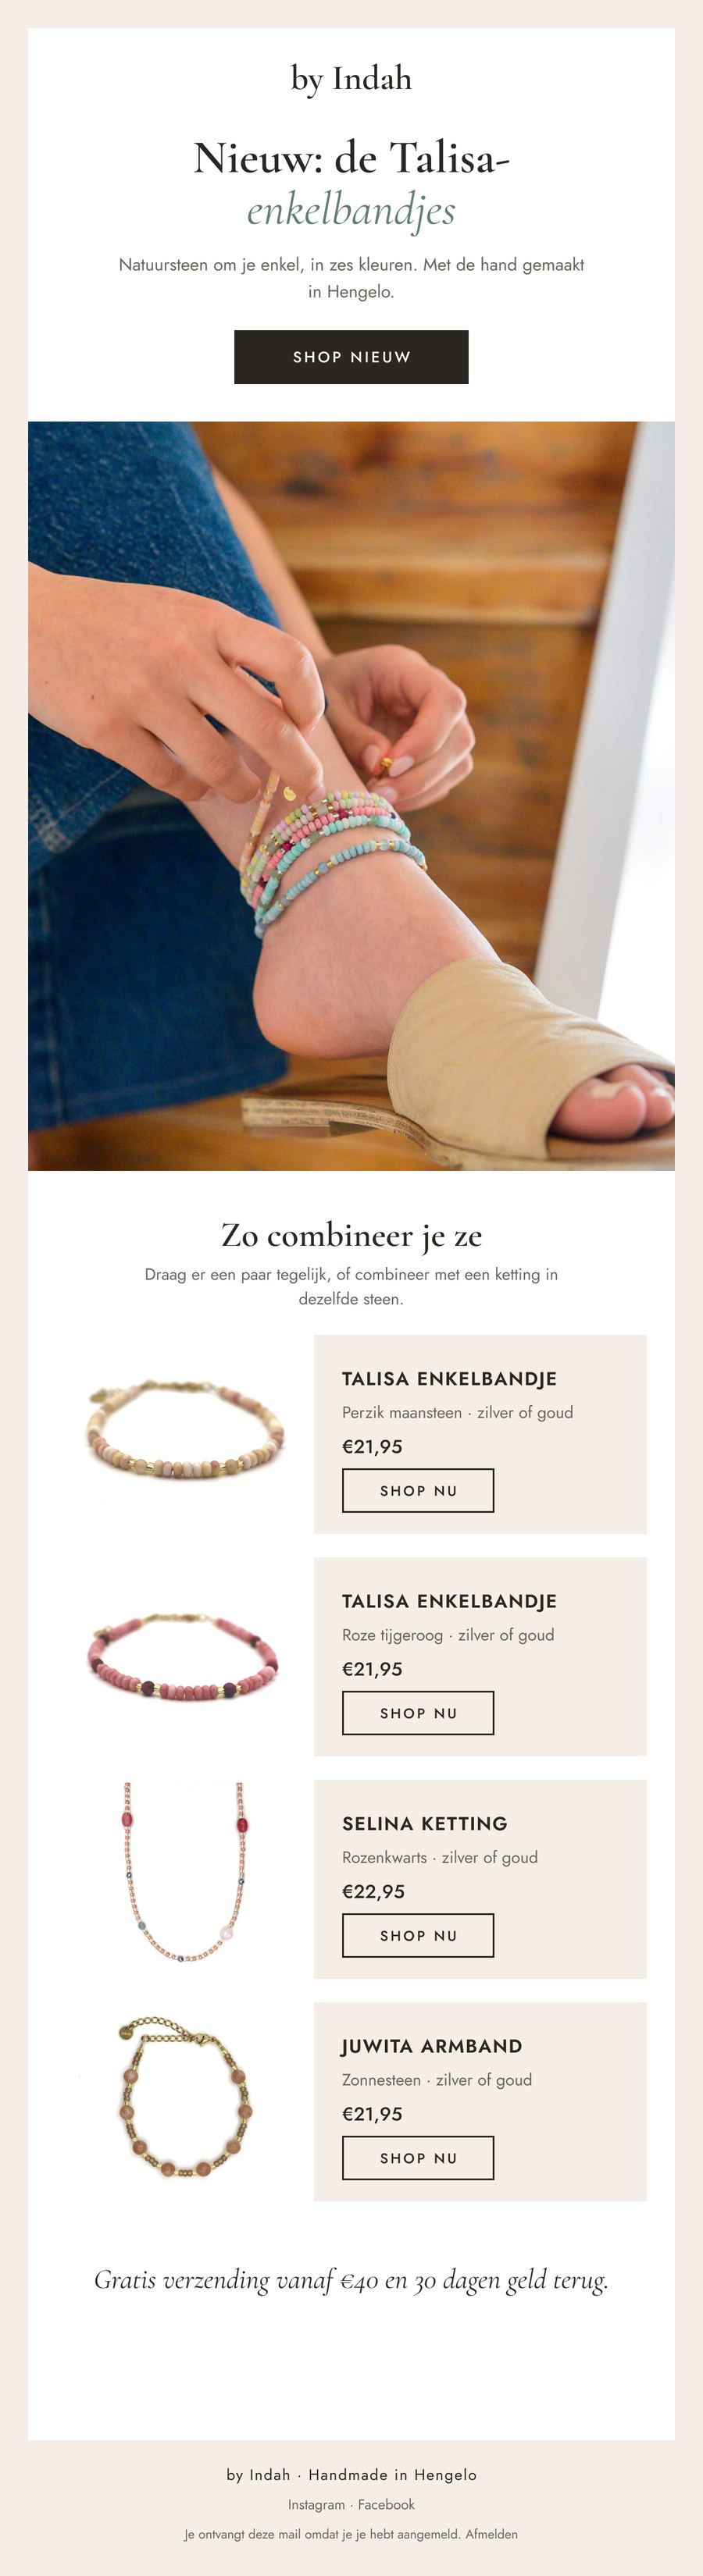 by Indah
Nieuw: de Talisa-
enkelbandjes
Natuursteen om je enkel, in zes kleuren. Met de hand gemaakt
in Hengelo.
SHOP NIEUW
Zo combineer je ze
Draag er een paar tegelijk, of combineer met een ketting in
dezelfde steen.
TALISA ENKELBANDJE
Perzik maansteen · zilver of goud
€21,95
SHOP NU
TALISA ENKELBANDJE
Roze tijgeroog · zilver of goud
€21,95
SHOP NU
SELINA KETTING
Rozenkwarts · zilver of goud
€22,95
SHOP NU
JUWITA ARMBAND
Zonnesteen · zilver of goud
€21,95
SHOP NU
Gratis verzending vanaf €40 en 30 dagen geld terug.
by Indah · Handmade in Hengelo
Instagram · Facebook
Je ontvangt deze mail omdat je je hebt aangemeld. Afmelden